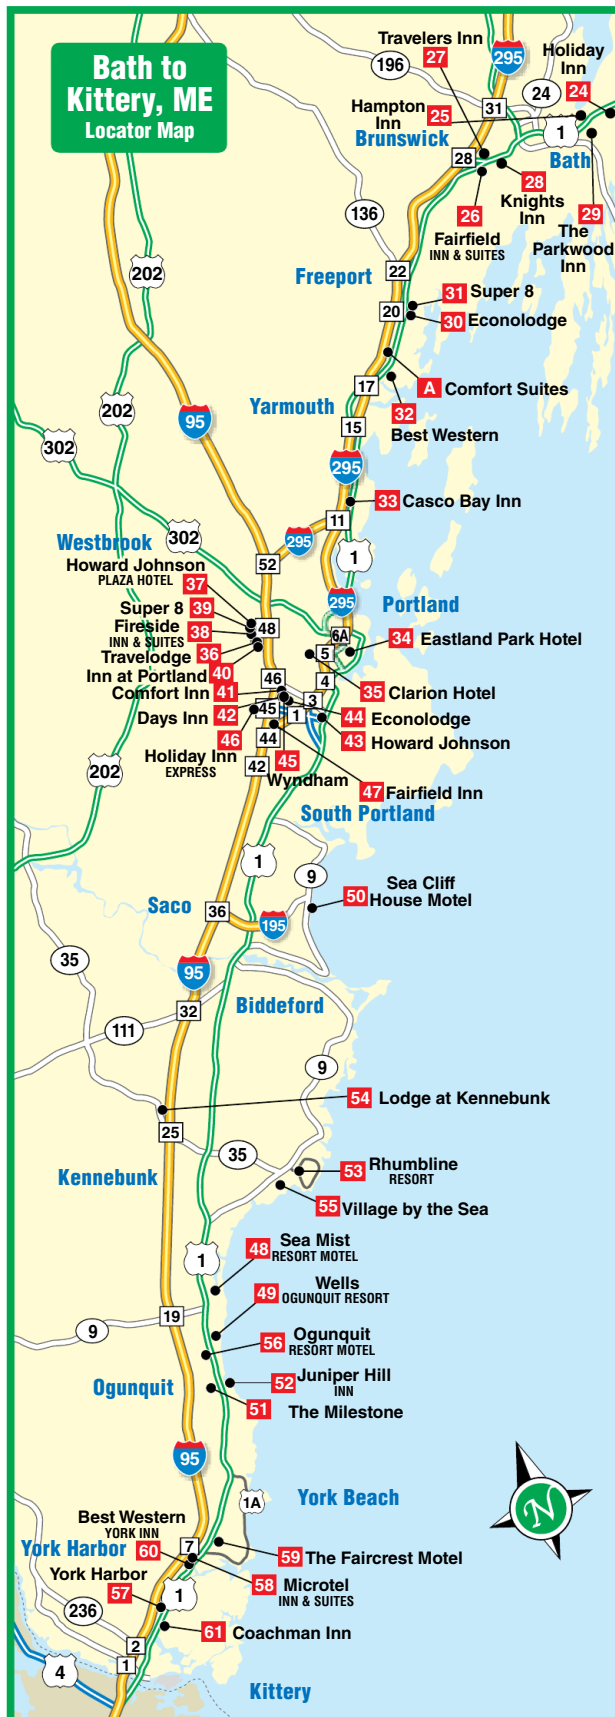 Bath to
Kittery, ME
Locator Map
Travelers Inn
27
295
Holiday
Inn
24
196
24
31
Hampton
Inn
25
Brunswick
1
28
Bath
28
Knights
Inn
29
The
Parkwood
Inn
26
Fairfield
INN & SUITES
136
202
Freeport
22
31 Super 8
20
30 Econolodge
A Comfort Suites
17
32
Best Western
202
95
Yarmouth
15
302
295
33 Casco Bay Inn
11
302
295
1
Westbrook
52
Howard Johnson
PLAZA HOTEL
37
295
Portland
Super 8 39
Fireside
INN & SUITES
38
48
6A
34 Eastland Park Hotel
Travelodge 36
5
Inn at Portland 40
46
4
35 Clarion Hotel
Comfort Inn 41
3
Days Inn 42
45
1
44 Econolodge
46
Holiday Inn
EXPRESS
44
43 Howard Johnson
45
Wyndham
42
202
47 Fairfield Inn
South Portland
1
9
50 Sea Cliff
House Motel
Saco
36
195
35
95
32
Biddeford
111
9
54 Lodge at Kennebunk
25
35
Kennebunk
53 Rhumbline
RESORT
55 Village by the Sea
1
48 Sea Mist
RESORT MOTEL
49 Wells
OGUNQUIT RESORT
19
9
56 Ogunquit
RESORT MOTEL
Ogunquit
52 Juniper Hill
INN
51 The Milestone
95
1A
York Beach
N
Best Western
YORK INN
7
York Harbor 60
59 The Faircrest Motel
York Harbor
57
1
58 Microtel
INN & SUITES
236
61 Coachman Inn
2
1
4
Kittery